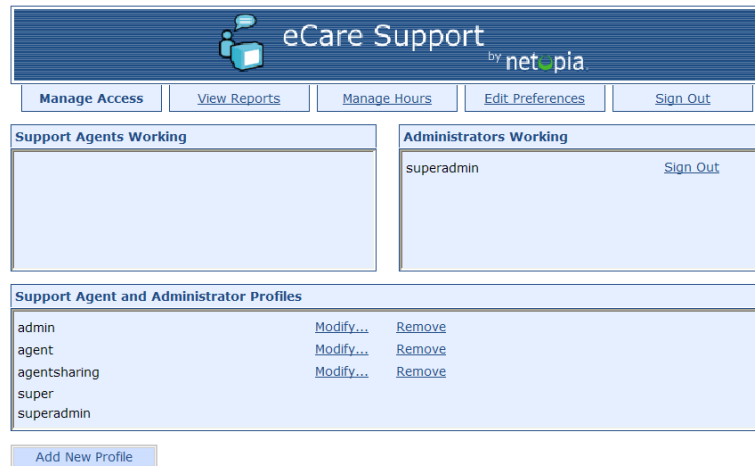 eCare Support
by netopia.
Manage Access View Reports Manage Hours Edit Preferences Sign Out
Support Agents Working
Administrators Working
superadmin Sign Out
Support Agent and Administrator Profiles
admin Modify... Remove
agent Modify... Remove
agentsharing Modify... Remove
super
superadmin
Add New Profile